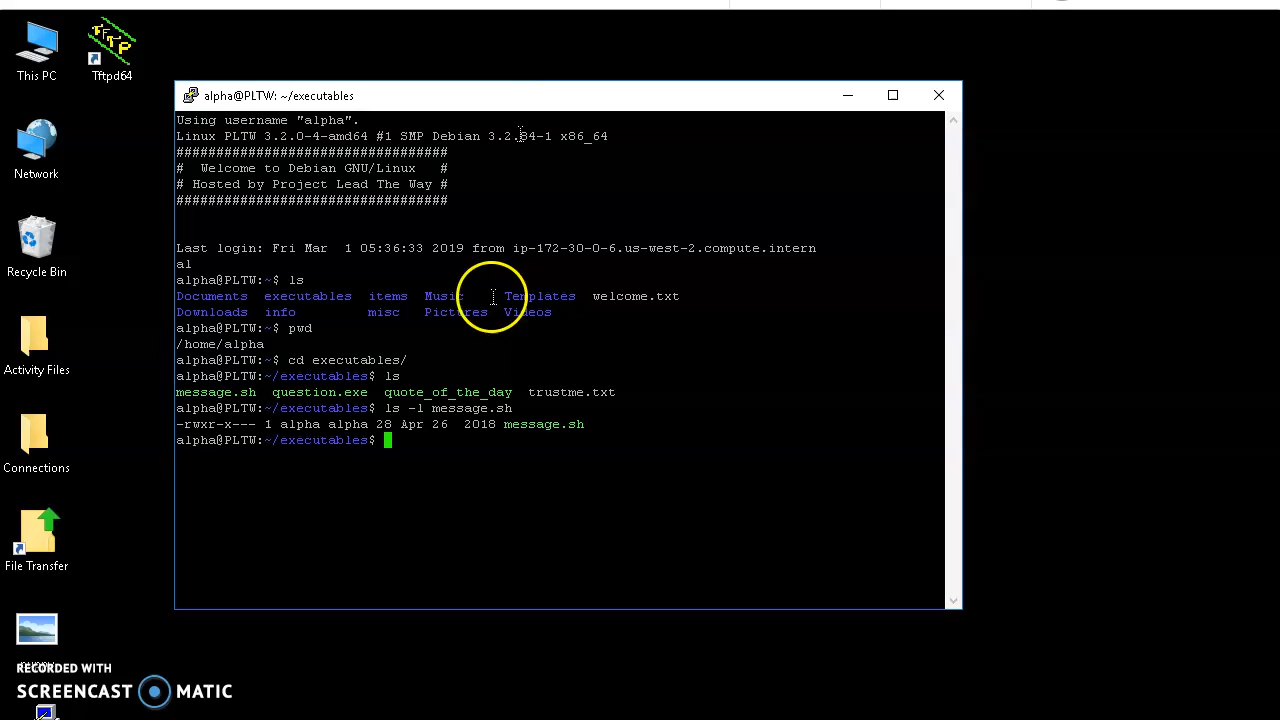 This PC
Tftpd64
Network
Recycle Bin
Activity Files
Connections
File Transfer
alpha@PLTW: ~/executables
Using username "alpha".
Linux PLTW 3.2.0-4-amd64 #1 SMP Debian 3.2.84-1 x86_64
##################################
#  Welcome to Debian GNU/Linux   #
# Hosted by Project Lead The Way #
##################################
Last login: Fri Mar  1 05:36:33 2019 from ip-172-30-0-6.us-west-2.compute.intern
al
alpha@PLTW:~$ ls
Documents  executables  items  Music     Templates  welcome.txt
Downloads  info         misc   Pictures  Videos
alpha@PLTW:~$ pwd
/home/alpha
alpha@PLTW:~$ cd executables/
alpha@PLTW:~/executables$ ls
message.sh  question.exe  quote_of_the_day  trustme.txt
alpha@PLTW:~/executables$ ls -l message.sh
-rwxr-x--- 1 alpha alpha 28 Apr 26  2018 message.sh
alpha@PLTW:~/executables$
RECORDED WITH
SCREENCAST MATIC